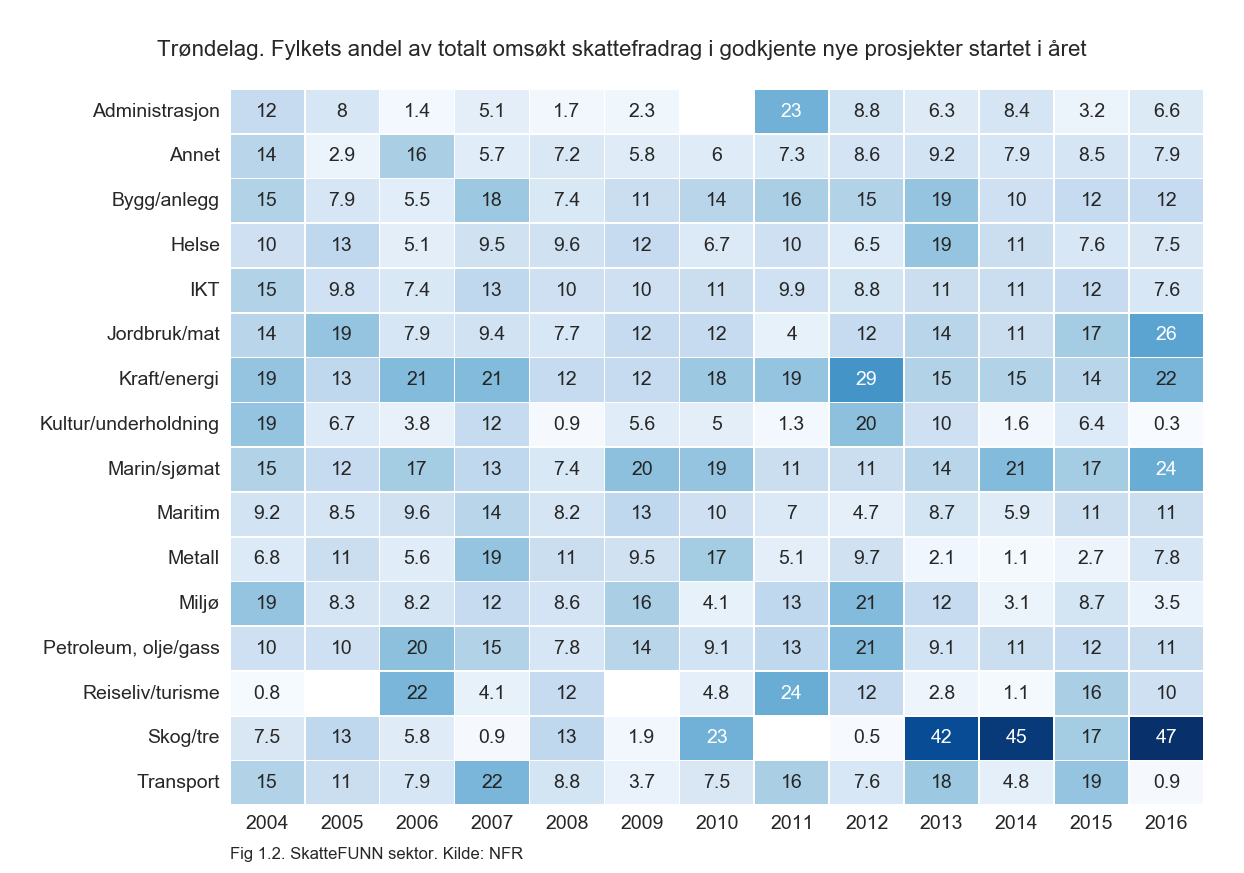 Trøndelag. Fylkets andel av totalt omsøkt skattefradrag i godkjente nye prosjekter startet i året
Administrasjon 12 8 1.4 5.1 1.7 2.3 23 8.8 6.3 8.4 3.2 6.6
Annet 14 2.9 16 5.7 7.2 5.8 6 7.3 8.6 9.2 7.9 8.5 7.9
Bygg/anlegg 15 7.9 5.5 18 7.4 11 14 16 15 19 10 12 12
Helse 10 13 5.1 9.5 9.6 12 6.7 10 6.5 19 11 7.6 7.5
IKT 15 9.8 7.4 13 10 10 11 9.9 8.8 11 11 12 7.6
Jordbruk/mat 14 19 7.9 9.4 7.7 12 12 4 12 14 11 17 26
Kraft/energi 19 13 21 21 12 12 18 19 29 15 15 14 22
Kultur/underholdning 19 6.7 3.8 12 0.9 5.6 5 1.3 20 10 1.6 6.4 0.3
Marin/sjømat 15 12 17 13 7.4 20 19 11 11 14 21 17 24
Maritim 9.2 8.5 9.6 14 8.2 13 10 7 4.7 8.7 5.9 11 11
Metall 6.8 11 5.6 19 11 9.5 17 5.1 9.7 2.1 1.1 2.7 7.8
Miljø 19 8.3 8.2 12 8.6 16 4.1 13 21 12 3.1 8.7 3.5
Petroleum, olje/gass 10 10 20 15 7.8 14 9.1 13 21 9.1 11 12 11
Reiseliv/turisme 0.8 22 4.1 12 4.8 24 12 2.8 1.1 16 10
Skog/tre 7.5 13 5.8 0.9 13 1.9 23 0.5 42 45 17 47
Transport 15 11 7.9 22 8.8 3.7 7.5 16 7.6 18 4.8 19 0.9
2004 2005 2006 2007 2008 2009 2010 2011 2012 2013 2014 2015 2016
Fig 1.2. SkatteFUNN sektor. Kilde: NFR